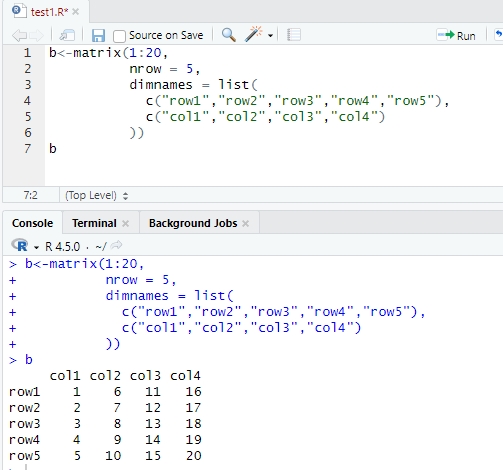 test1.R* ×
Source on Save Run
1 b<-matrix(1:20,
2 nrow = 5,
3 dimnames = list(
4 c("row1","row2","row3","row4","row5"),
5 c("col1","col2","col3","col4")
6 ))
7 b
7:2 (Top Level)
Console Terminal × Background Jobs ×
R R 4.5.0 · ~/
> b<-matrix(1:20,
+ nrow = 5,
+ dimnames = list(
+ c("row1","row2","row3","row4","row5"),
+ c("col1","col2","col3","col4")
+ ))
> b
col1 col2 col3 col4
row1 1 6 11 16
row2 2 7 12 17
row3 3 8 13 18
row4 4 9 14 19
row5 5 10 15 20